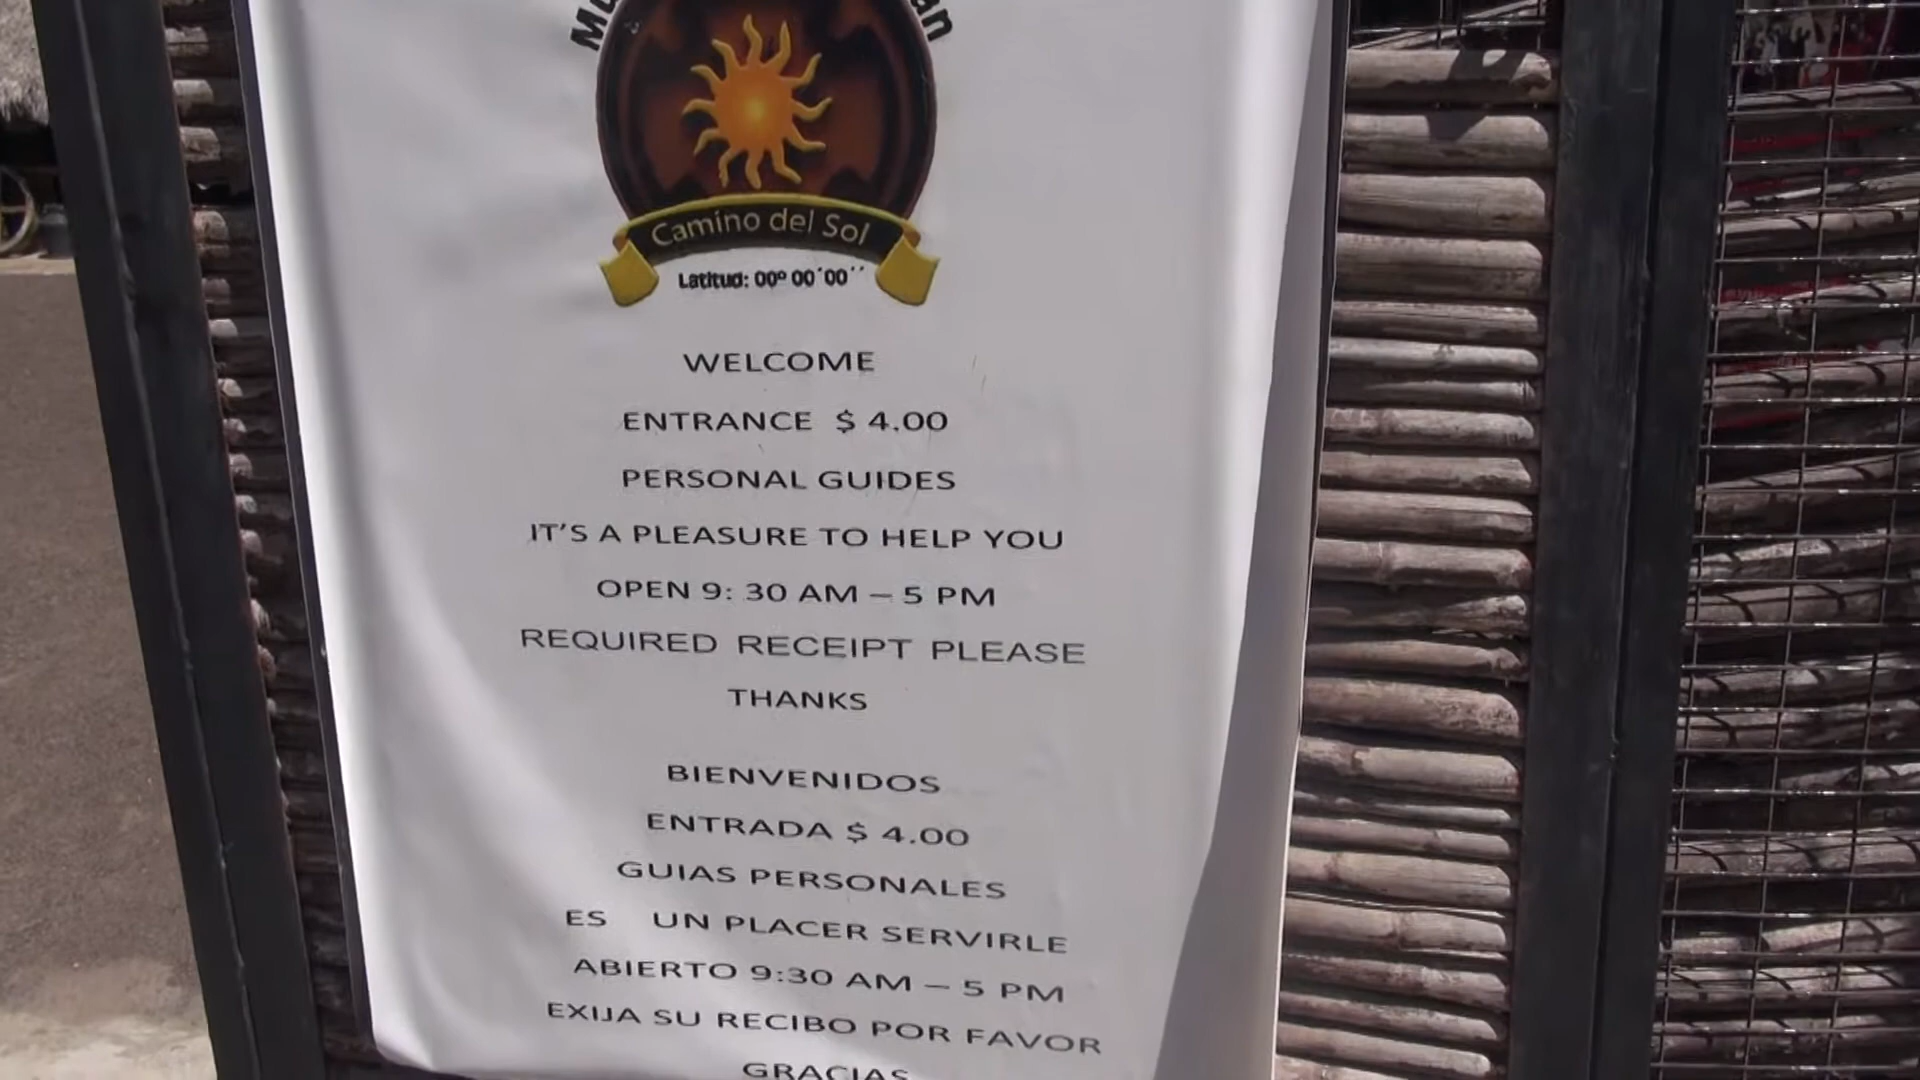 Camino del Sol
Latitud: 00º 00´00´´
WELCOME
ENTRANCE $ 4.00
PERSONAL GUIDES
IT'S A PLEASURE TO HELP YOU
OPEN 9: 30 AM – 5 PM
REQUIRED RECEIPT PLEASE
THANKS
BIENVENIDOS
ENTRADA $ 4.00
GUIAS PERSONALES
ES UN PLACER SERVIRLE
ABIERTO 9:30 AM – 5 PM
EXIJA SU RECIBO POR FAVOR
GRACIAS